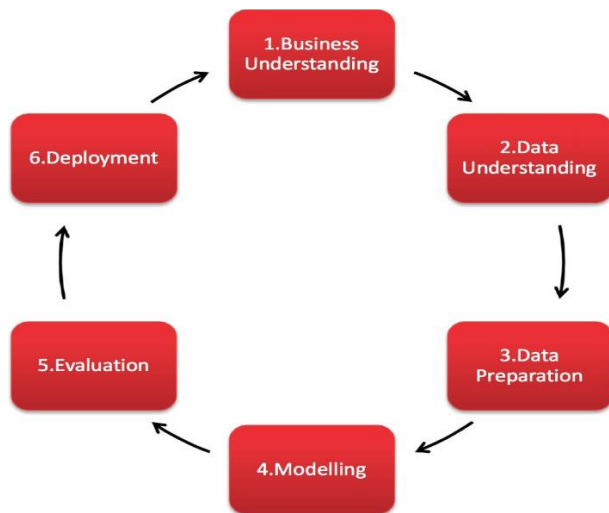 1.Business
Understanding
2.Data
Understanding
3.Data
Preparation
4.Modelling
5.Evaluation
6.Deployment